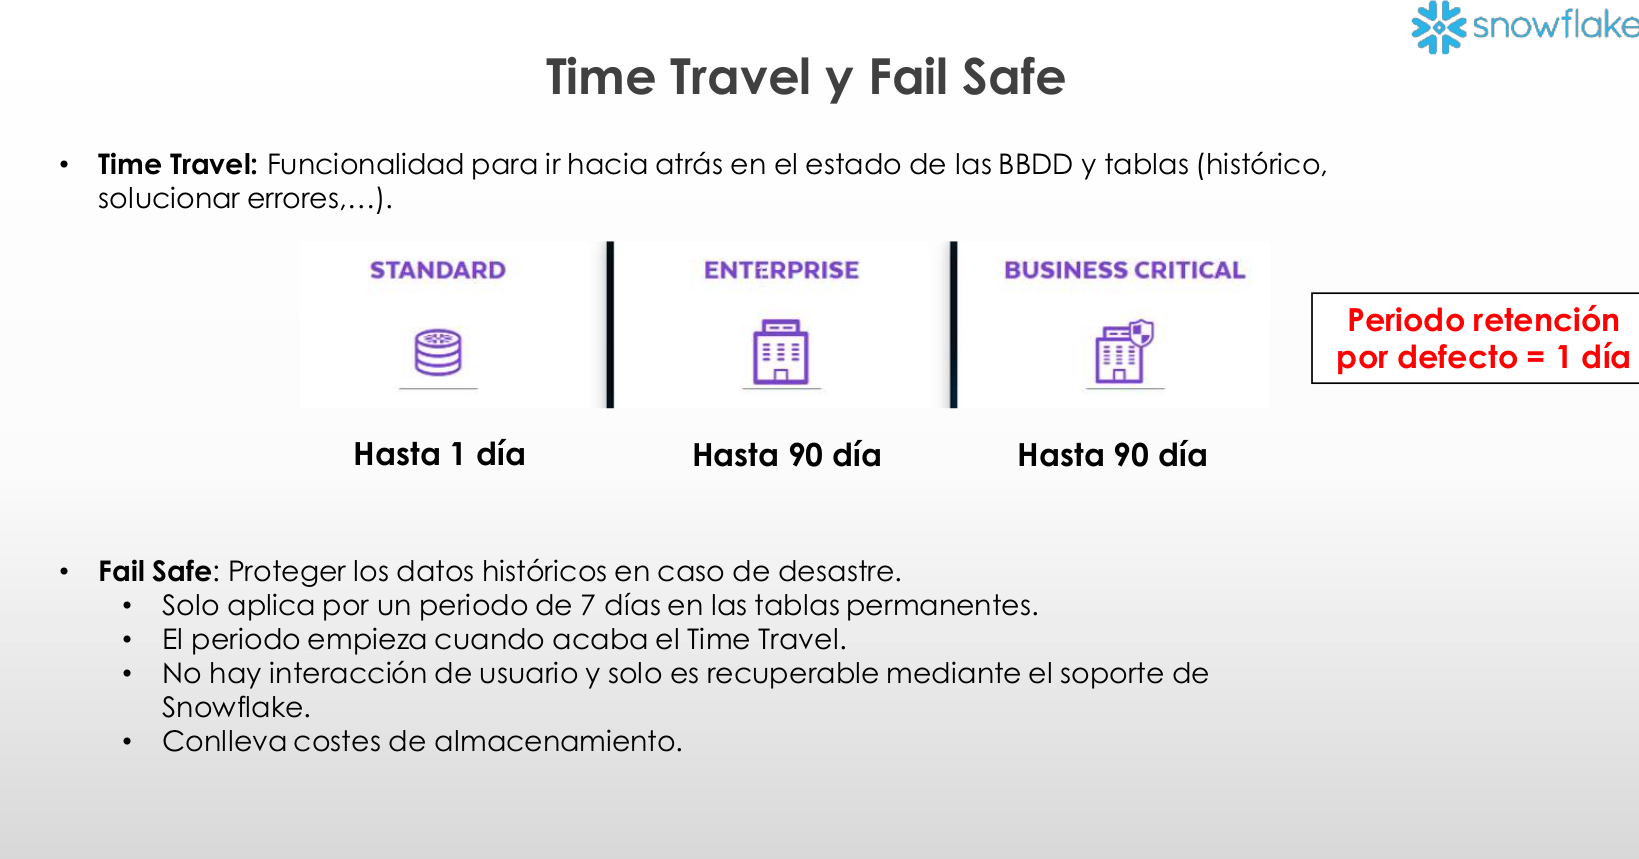 snowflake
Time Travel y Fail Safe
• Time Travel: Funcionalidad para ir hacia atrás en el estado de las BBDD y tablas (histórico,
solucionar errores,…).
STANDARD
ENTERPRISE
BUSINESS CRITICAL
Periodo retención
por defecto = 1 día
Hasta 1 día
Hasta 90 día
Hasta 90 día
• Fail Safe: Proteger los datos históricos en caso de desastre.
• Solo aplica por un periodo de 7 días en las tablas permanentes.
• El periodo empieza cuando acaba el Time Travel.
• No hay interacción de usuario y solo es recuperable mediante el soporte de
Snowflake.
• Conlleva costes de almacenamiento.